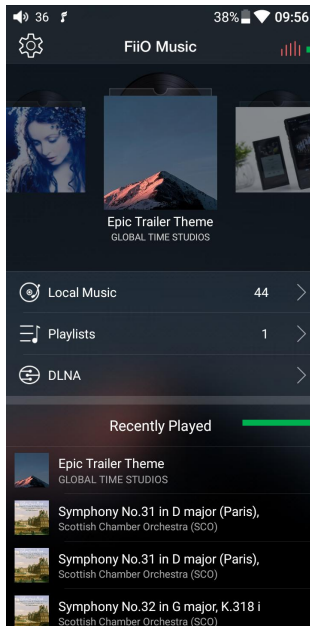 36
38%
09:56
FiiO Music
Epic Trailer Theme
GLOBAL TIME STUDIOS
Local Music 44
Playlists 1
DLNA
Recently Played
Epic Trailer Theme
GLOBAL TIME STUDIOS
Symphony No.31 in D major (Paris),
Scottish Chamber Orchestra (SCO)
Symphony No.31 in D major (Paris),
Scottish Chamber Orchestra (SCO)
Symphony No.32 in G major, K.318 i
Scottish Chamber Orchestra (SCO)